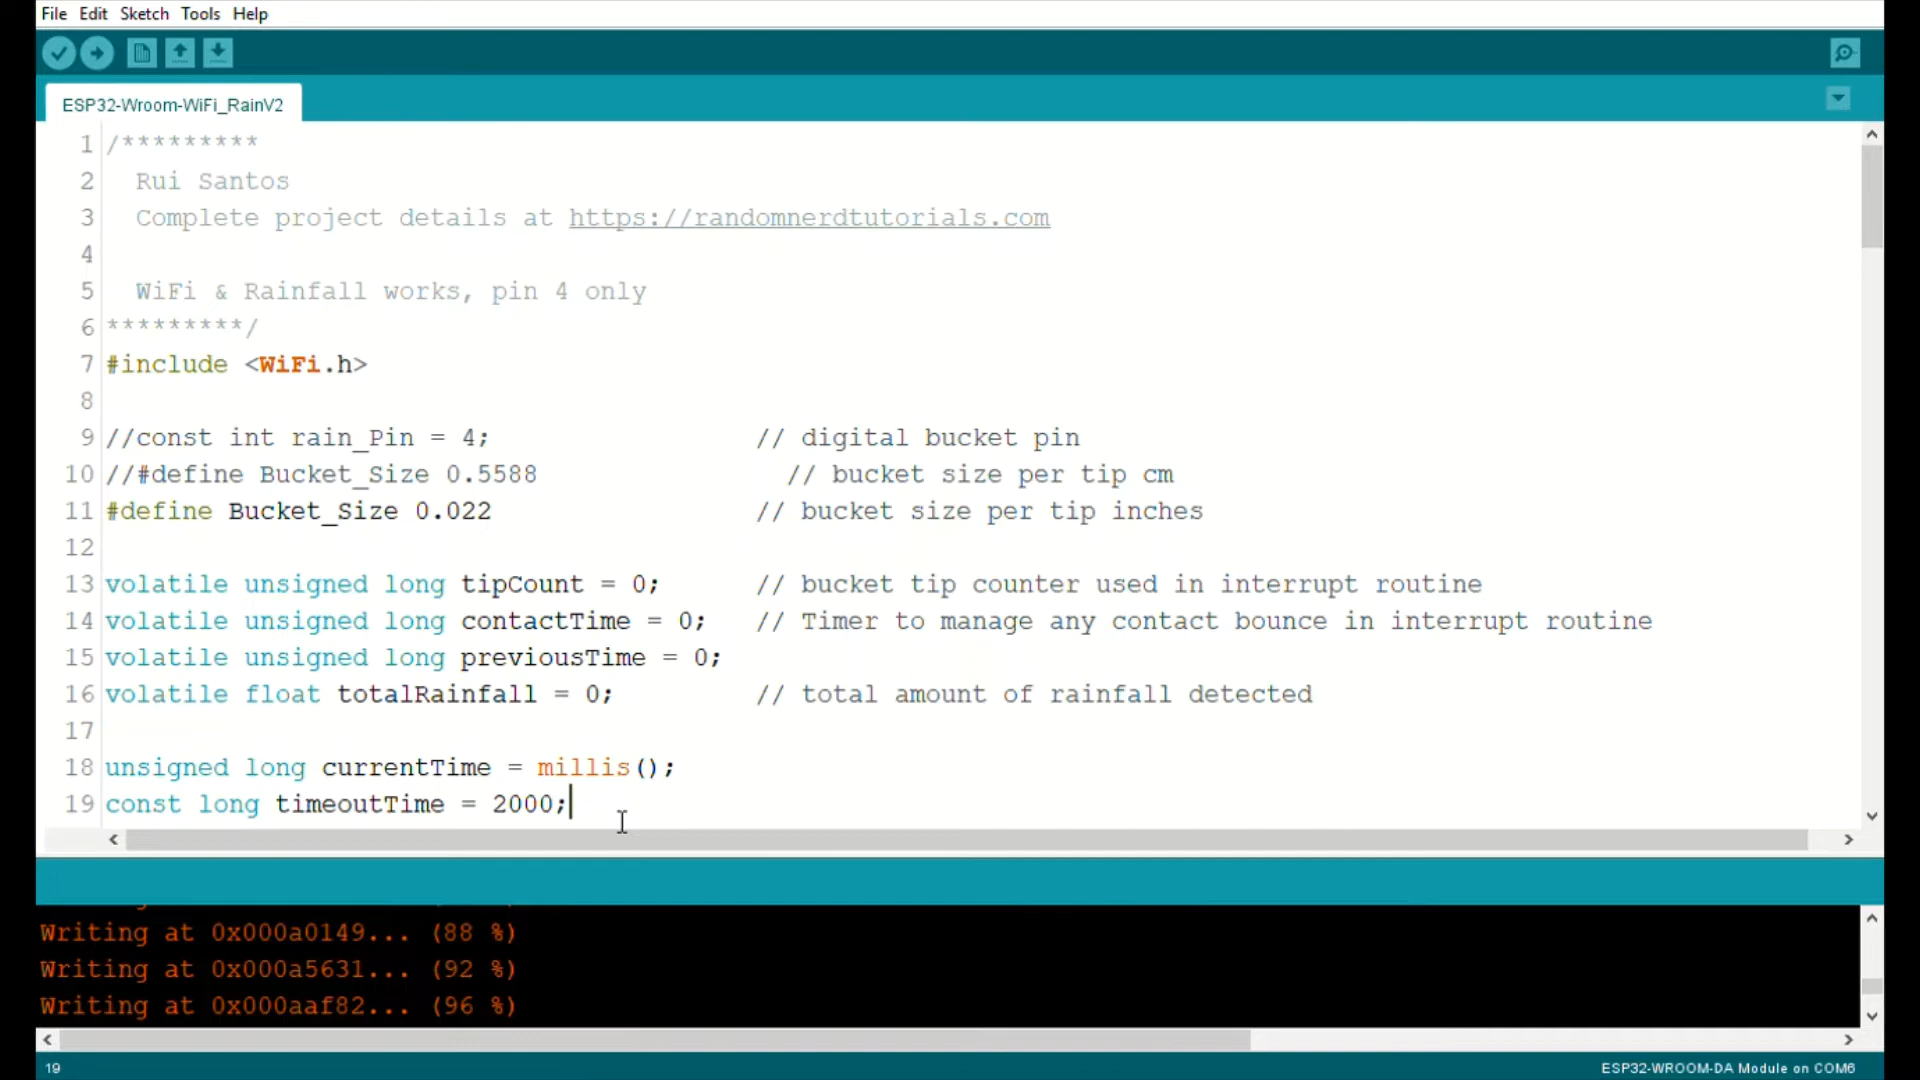 File Edit Sketch Tools Help
ESP32-Wroom-WiFi_RainV2
1 /*********
2 Rui Santos
3 Complete project details at https://randomnerdtutorials.com
4
5 WiFi & Rainfall works, pin 4 only
6 *********/
7 #include <WiFi.h>
8
9 //const int rain_Pin = 4; // digital bucket pin
10 //#define Bucket_Size 0.5588 // bucket size per tip cm
11 #define Bucket_Size 0.022 // bucket size per tip inches
12
13 volatile unsigned long tipCount = 0; // bucket tip counter used in interrupt routine
14 volatile unsigned long contactTime = 0; // Timer to manage any contact bounce in interrupt routine
15 volatile unsigned long previousTime = 0;
16 volatile float totalRainfall = 0; // total amount of rainfall detected
17
18 unsigned long currentTime = millis();
19 const long timeoutTime = 2000;
Writing at 0x000a0149... (88 %)
Writing at 0x000a5631... (92 %)
Writing at 0x000aaf82... (96 %)
19 ESP32-WROOM-DA Module on COM6